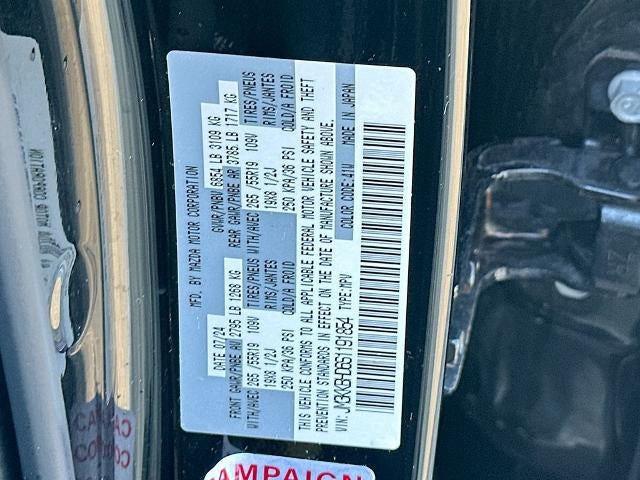 MFD. BY MAZDA MOTOR CORPORATION
DATE 07/24 GVWR/PNBV 6854 LB 3109 KG
FRONT GAWR/PNBE AV 2795 LB 1268 KG REAR GAWR/PNBE AR 3785 LB 1717 KG
WITH/AVEC 265 /55R19 109V TIRES/PNEUS WITH/AVEC 265 /55R19 109V TIRES/PNEUS
19X8 1/2J RIMS/JANTES 19X8 1/2J RIMS/JANTES
250 KPA/36 PSI COLD/A FROID 250 KPA/36 PSI COLD/A FROID
THIS VEHICLE CONFORMS TO ALL APPLICABLE FEDERAL MOTOR VEHICLE SAFETY AND THEFT
PREVENTION STANDARDS IN EFFECT ON THE DATE OF MANUFACTURE SHOWN ABOVE.
VIN: TYPE:MPV COLOR CODE:41W MADE IN JAPAN
CAMPAIGN